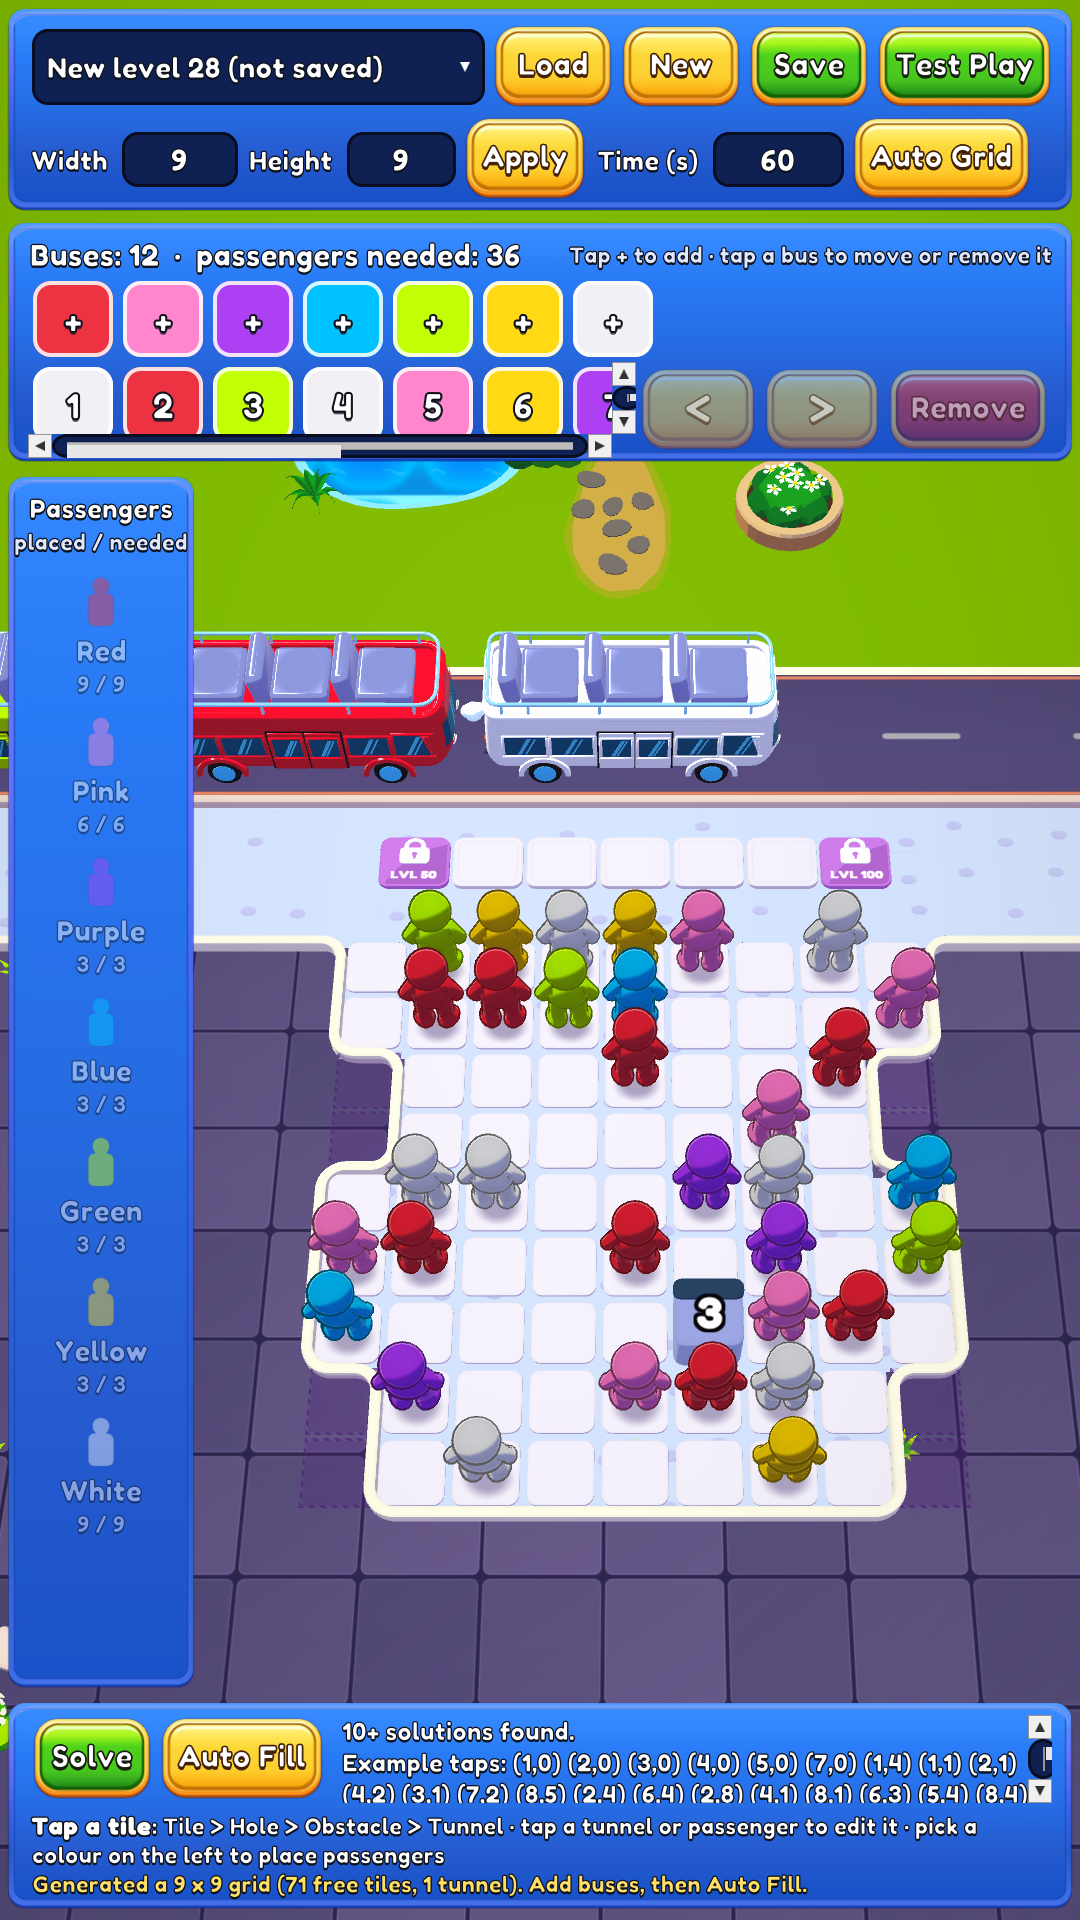 New level 28 (not saved) ▼ Load New Save Test Play
Width 9 Height 9 Apply Time (s) 60 Auto Grid
Buses: 12 · passengers needed: 36 Tap + to add · tap a bus to move or remove it
+ + + + + + +
1 2 3 4 5 6 7 < > Remove
Passengers
placed / needed
Red
9 / 9
Pink
6 / 6
Purple
3 / 3
Blue
3 / 3
Green
3 / 3
Yellow
3 / 3
White
9 / 9
LVL 50 LVL 100
3
Solve Auto Fill
10+ solutions found.
Example taps: (1,0) (2,0) (3,0) (4,0) (5,0) (7,0) (1,4) (1,1) (2,1)
(4,2) (3,1) (7,2) (8,5) (2,4) (6,4) (2,8) (4,1) (8,1) (6,3) (5,4) (8,4)
Tap a tile: Tile > Hole > Obstacle > Tunnel · tap a tunnel or passenger to edit it · pick a
colour on the left to place passengers
Generated a 9 x 9 grid (71 free tiles, 1 tunnel). Add buses, then Auto Fill.